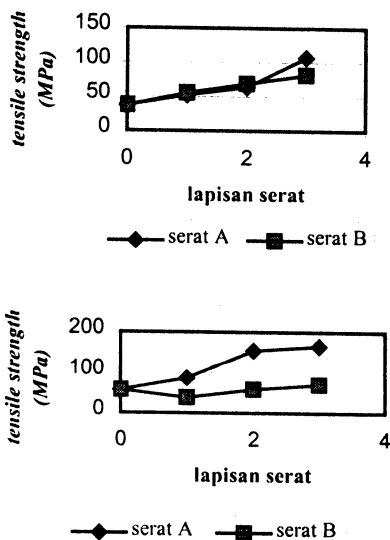 tensile strength
(MPa)
150
100
50
0
0 2 4
lapisan serat
serat A serat B
tensile strength
(MPa)
200
100
0
0 2 4
lapisan serat
serat A serat B